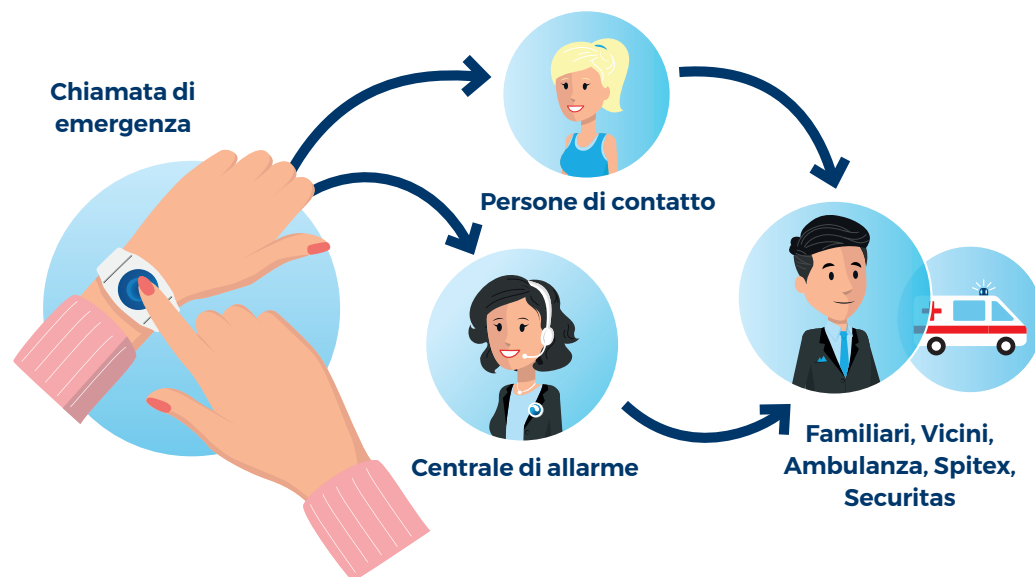 Chiamata di
emergenza
Persone di contatto
Centrale di allarme
Familiari, Vicini,
Ambulanza, Spitex,
Securitas